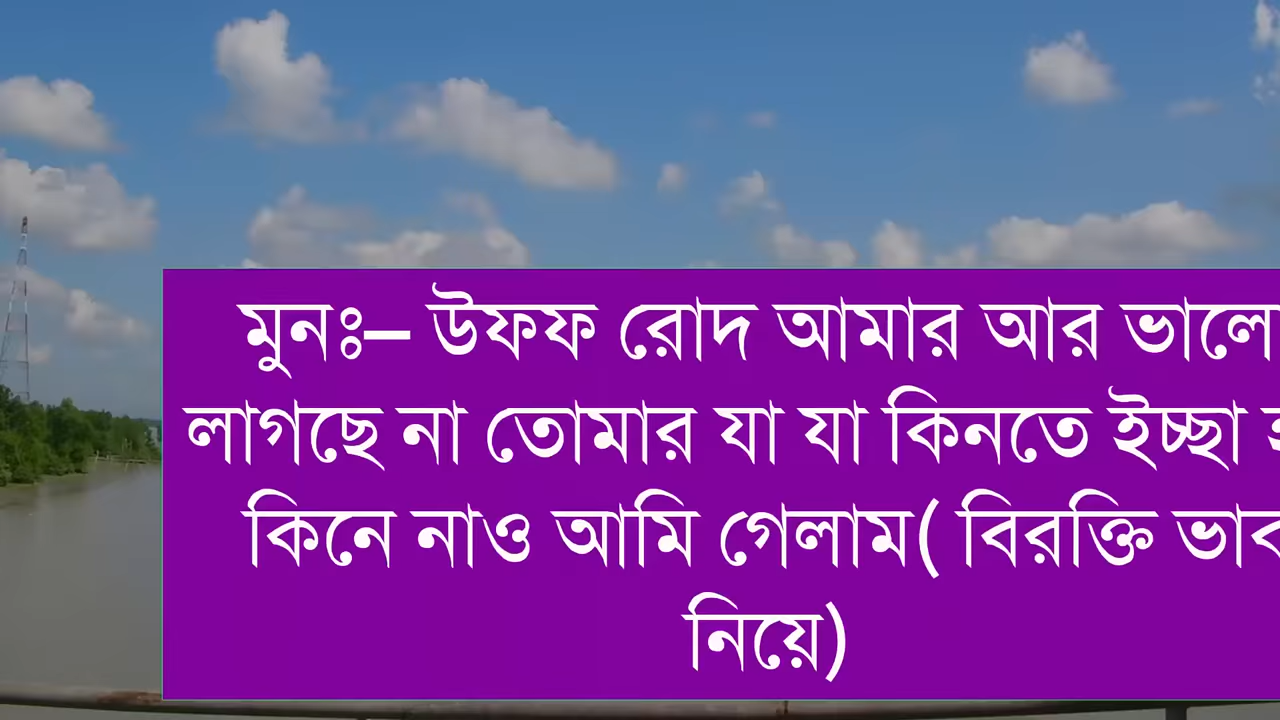 মুনঃ– উফফ রোদ আমার আর ভালে
লাগছে না তোমার যা যা কিনতে ইচ্ছা
কিনে নাও আমি গেলাম( বিরক্তি ভাব
নিয়ে)